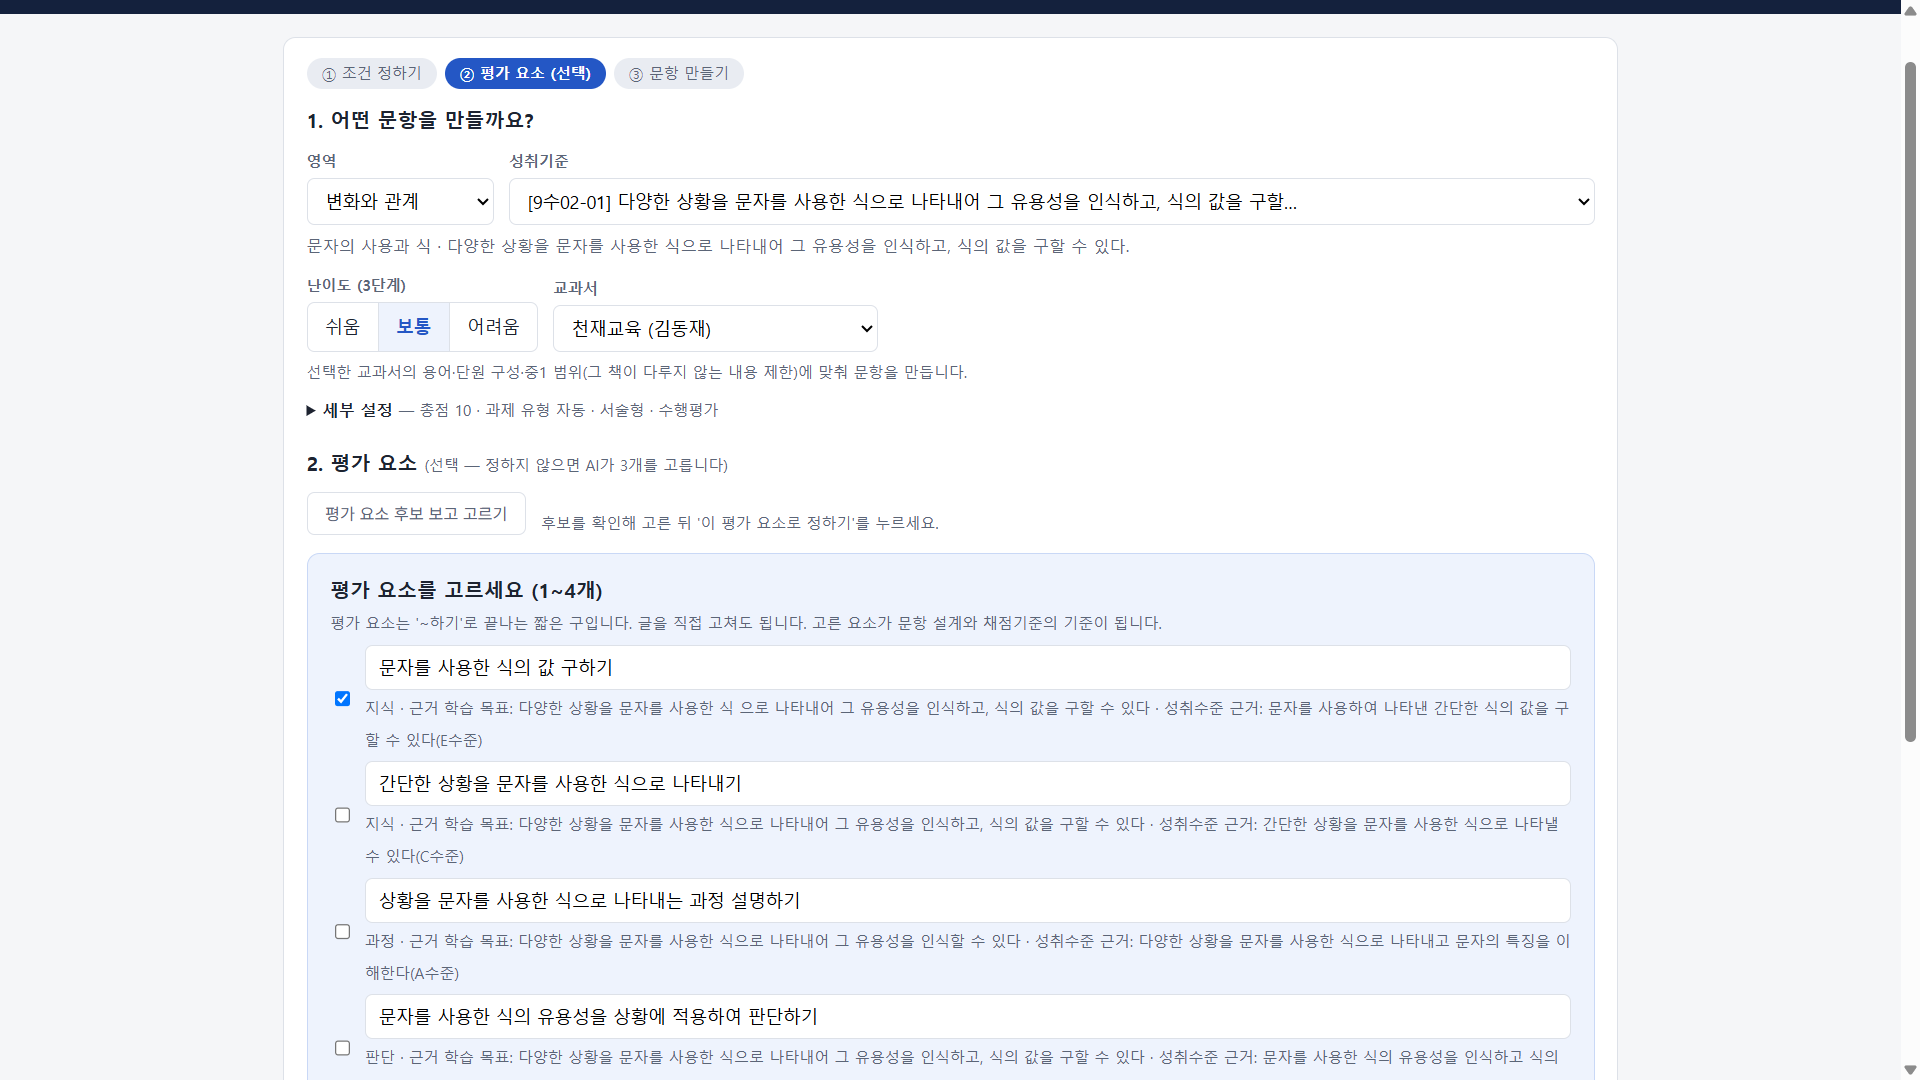 ① 조건 정하기
② 평가 요소 (선택)
③ 문항 만들기
1. 어떤 문항을 만들까요?
영역
성취기준
변화와 관계
[9수02-01] 다양한 상황을 문자를 사용한 식으로 나타내어 그 유용성을 인식하고, 식의 값을 구할...
문자의 사용과 식 · 다양한 상황을 문자를 사용한 식으로 나타내어 그 유용성을 인식하고, 식의 값을 구할 수 있다.
난이도 (3단계)
교과서
쉬움
보통
어려움
천재교육 (김동재)
선택한 교과서의 용어·단원 구성·중1 범위(그 책이 다루지 않는 내용 제한)에 맞춰 문항을 만듭니다.
▶ 세부 설정 — 총점 10 · 과제 유형 자동 · 서술형 · 수행평가
2. 평가 요소 (선택 — 정하지 않으면 AI가 3개를 고릅니다)
평가 요소 후보 보고 고르기
후보를 확인해 고른 뒤 '이 평가 요소로 정하기'를 누르세요.
평가 요소를 고르세요 (1~4개)
평가 요소는 '~하기'로 끝나는 짧은 구입니다. 글을 직접 고쳐도 됩니다. 고른 요소가 문항 설계와 채점기준의 기준이 됩니다.
문자를 사용한 식의 값 구하기
지식 · 근거 학습 목표: 다양한 상황을 문자를 사용한 식 으로 나타내어 그 유용성을 인식하고, 식의 값을 구할 수 있다 · 성취수준 근거: 문자를 사용하여 나타낸 간단한 식의 값을 구
할 수 있다(E수준)
간단한 상황을 문자를 사용한 식으로 나타내기
지식 · 근거 학습 목표: 다양한 상황을 문자를 사용한 식으로 나타내어 그 유용성을 인식하고, 식의 값을 구할 수 있다 · 성취수준 근거: 간단한 상황을 문자를 사용한 식으로 나타낼
수 있다(C수준)
상황을 문자를 사용한 식으로 나타내는 과정 설명하기
과정 · 근거 학습 목표: 다양한 상황을 문자를 사용한 식으로 나타내어 그 유용성을 인식할 수 있다 · 성취수준 근거: 다양한 상황을 문자를 사용한 식으로 나타내고 문자의 특징을 이
해한다(A수준)
문자를 사용한 식의 유용성을 상황에 적용하여 판단하기
판단 · 근거 학습 목표: 다양한 상황을 문자를 사용한 식으로 나타내어 그 유용성을 인식하고, 식의 값을 구할 수 있다 · 성취수준 근거: 문자를 사용한 식의 유용성을 인식하고 식의